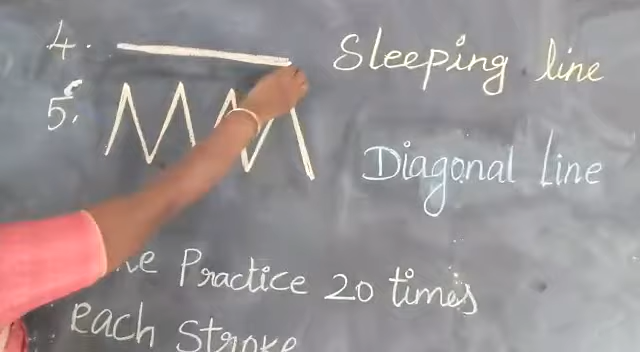 4. Sleeping line
5. Diagonal Line
Practice 20 times
each Stroke